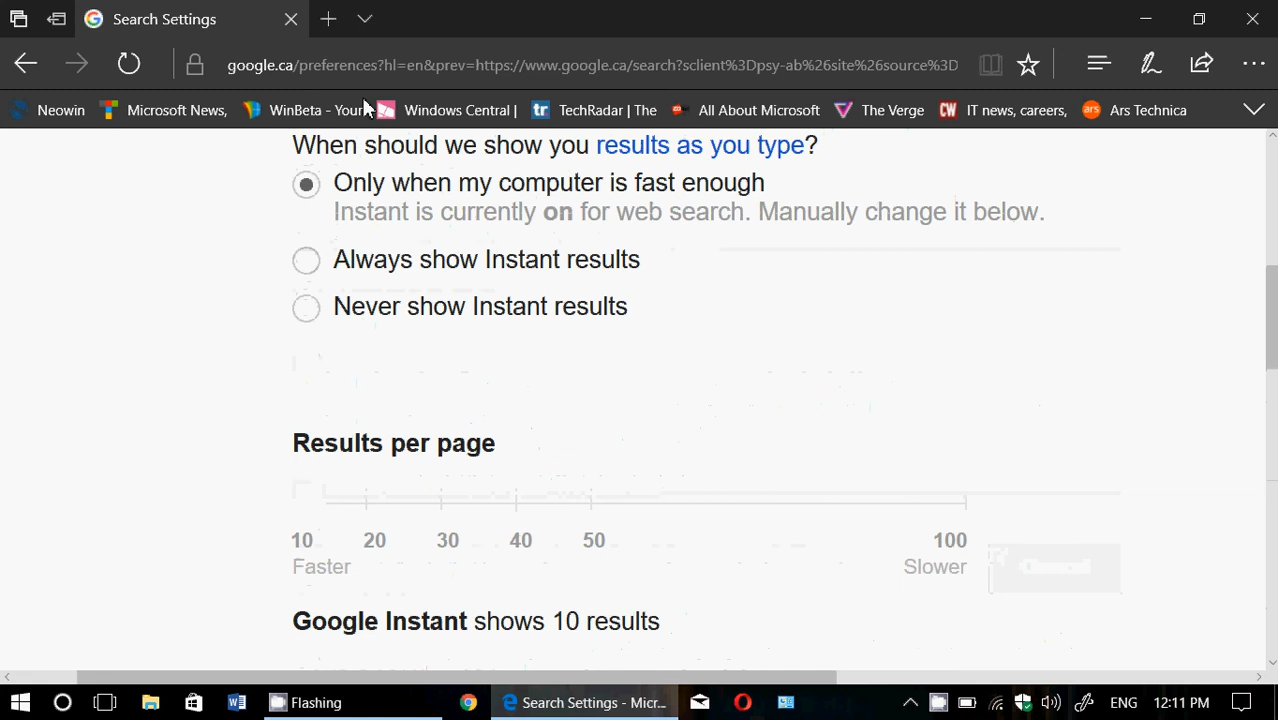 Search Settings
google.ca/preferences?hl=en&prev=https://www.google.ca/search?sclient%3Dpsy-ab%26site%26source%3D
Neowin Microsoft News, WinBeta - Your Windows Central | TechRadar | The All About Microsoft The Verge CW IT news, careers, ars Ars Technica
When should we show you results as you type?
Only when my computer is fast enough
Instant is currently on for web search. Manually change it below.
Always show Instant results
Never show Instant results
Results per page
10 20 30 40 50 100
Faster Slower
Google Instant shows 10 results
Flashing Search Settings - Micr... ENG 12:11 PM